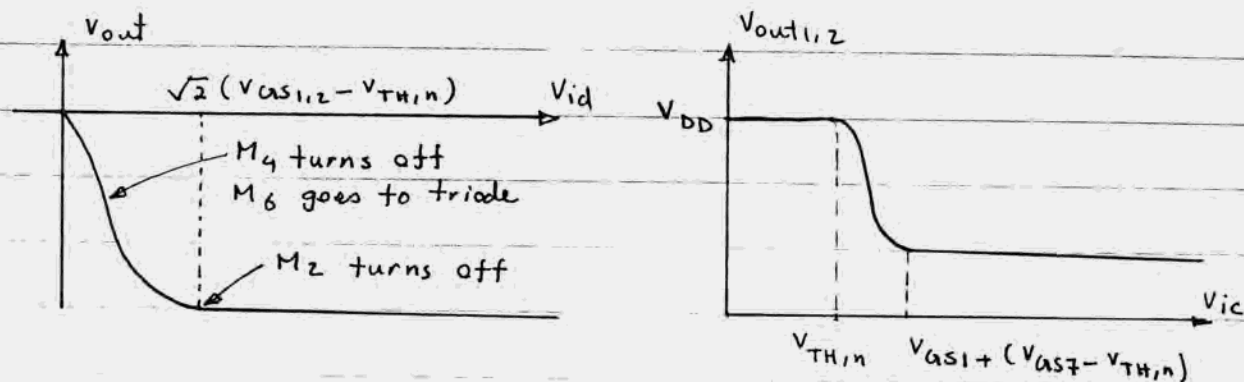 Vout
√2 (VGS1,2 - VTH,n)
Vid
M4 turns off
M6 goes to triode
M2 turns off
Vout1,2
VDD
Vic
VTH,n
VGS1 + (VGS7 - VTH,n)